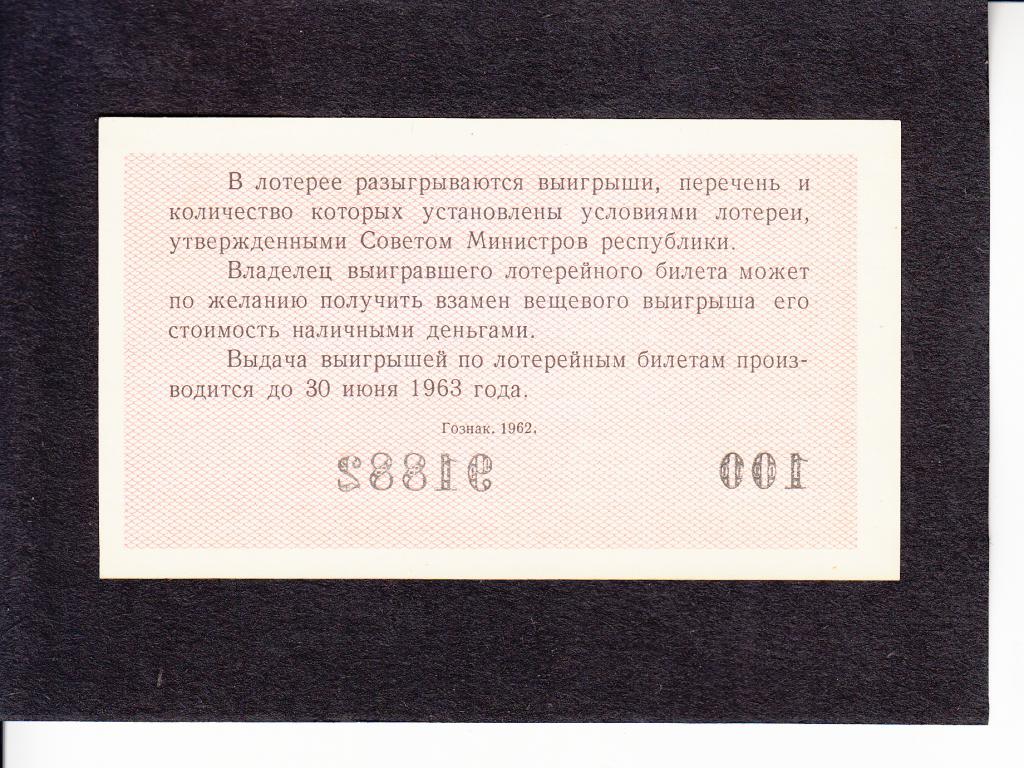 В лотерее разыгрываются выигрыши, перечень и
количество которых установлены условиями лотереи,
утвержденными Советом Министров республики.
Владелец выигравшего лотерейного билета может
по желанию получить взамен вещевого выигрыша его
стоимость наличными деньгами.
Выдача выигрышей по лотерейным билетам произ-
водится до 30 июня 1963 года.
Гознак. 1962.
100 91882